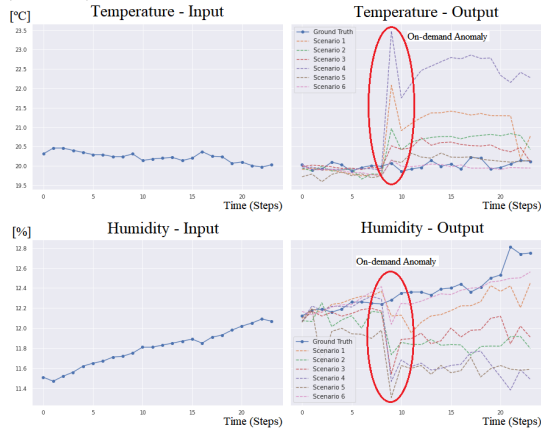 [ºC]
Temperature - Input
Temperature - Output
23.5
23.0
22.5
22.0
21.5
21.0
20.5
20.0
19.5
Ground Truth
Scenario 1
Scenario 2
Scenario 3
Scenario 4
Scenario 5
Scenario 6
On-demand Anomaly
0 5 10 15 20
0 5 10 15 20
Time (Steps)
Time (Steps)
[%]
Humidity - Input
Humidity - Output
12.8
12.6
12.4
12.2
12.0
11.8
11.6
11.4
On-demand Anomaly
Ground Truth
Scenario 1
Scenario 2
Scenario 3
Scenario 4
Scenario 5
Scenario 6
0 5 10 15 20
0 5 10 15 20
Time (Steps)
Time (Steps)